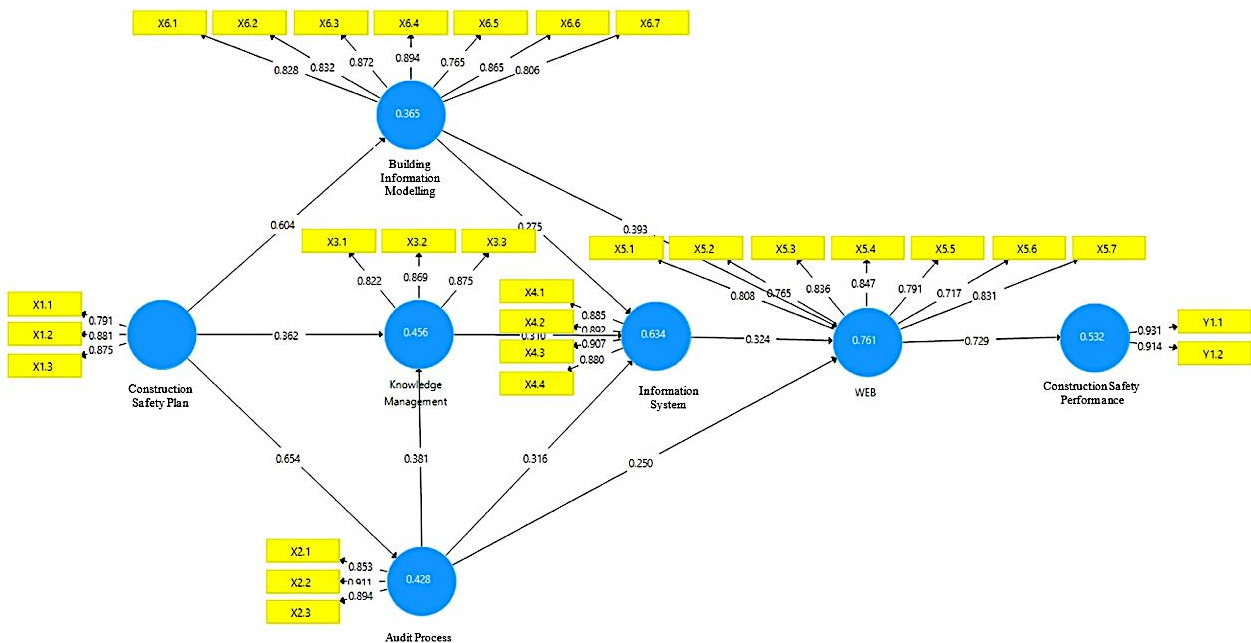 X6.1 X6.2 X6.3 X6.4 X6.5 X6.6 X6.7
0.828 0.832 0.872 0.894 0.765 0.865 0.806
0.365
Building
Information
Modelling
0.604
0.275
0.393
X3.1 X3.2 X3.3
0.822 0.869 0.875
X5.1 X5.2 X5.3 X5.4 X5.5 X5.6 X5.7
0.808 0.765 0.836 0.847 0.791 0.717 0.831
X1.1
X1.2
X1.3
0.791
0.881
0.875
Construction
Safety Plan
0.362
0.456
Knowledge
Management
0.310
X4.1
X4.2
X4.3
X4.4
0.885
0.892
0.907
0.880
0.634
Information
System
0.324
0.761
WEB
0.729
0.532
Construction Safety
Performance
0.931
0.914
Y1.1
Y1.2
0.654
0.381
0.316
0.250
X2.1
X2.2
X2.3
0.853
0.911
0.894
0.428
Audit Process